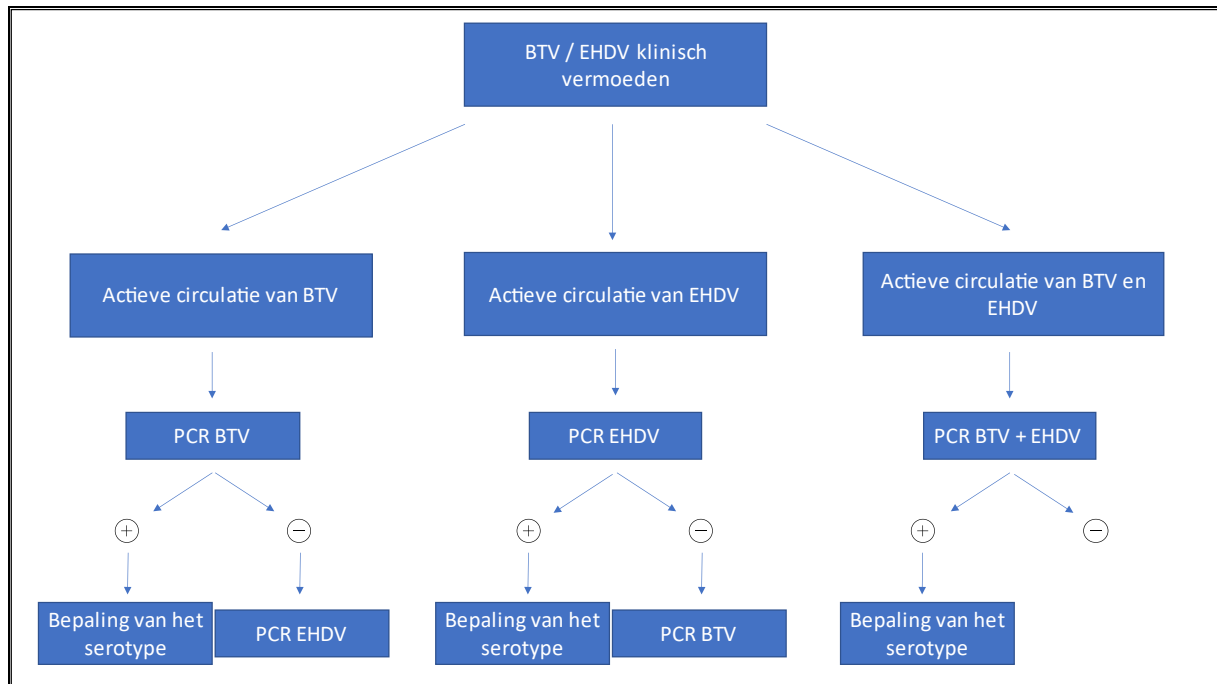 BTV / EHDV klinisch
vermoeden
Actieve circulatie van BTV
Actieve circulatie van EHDV
Actieve circulatie van BTV en
EHDV
PCR BTV
PCR EHDV
PCR BTV + EHDV
+
−
+
−
+
−
Bepaling van het
serotype
PCR EHDV
Bepaling van het
serotype
PCR BTV
Bepaling van het
serotype